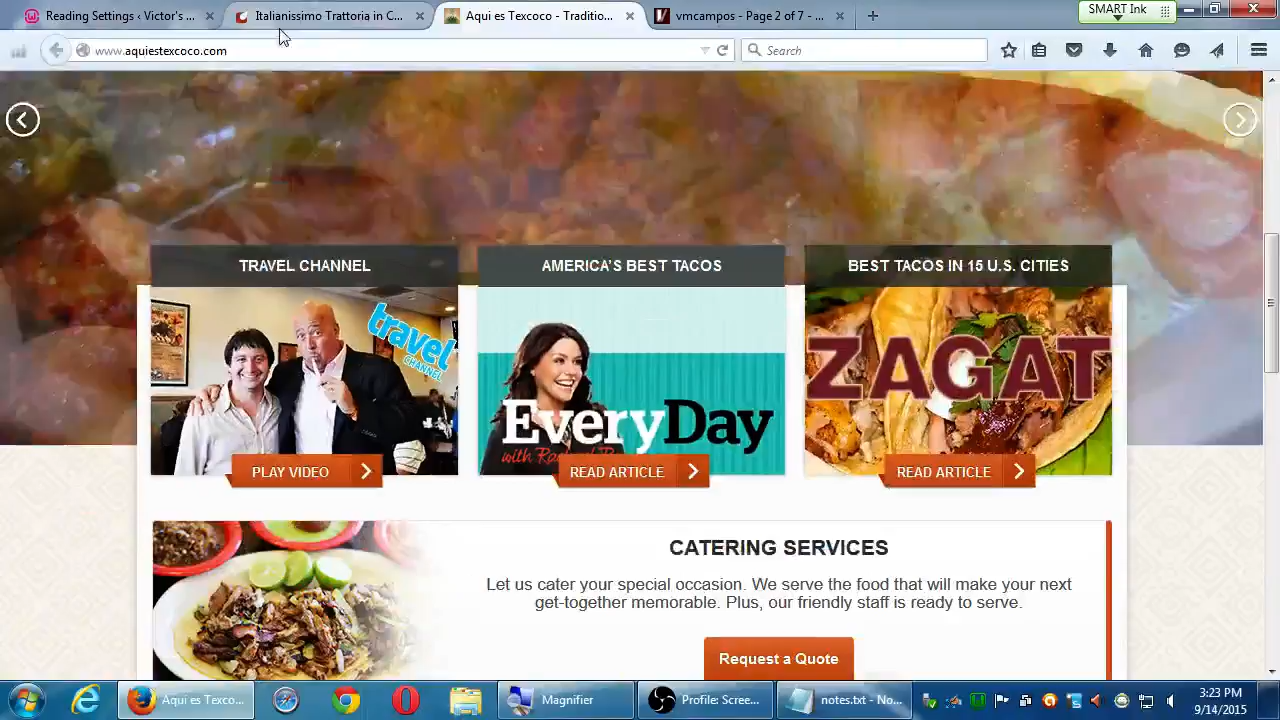 Reading Settings ‹ Victor's ...
Italianissimo Trattoria in C...
Aqui es Texcoco - Traditio...
vmcampos - Page 2 of 7 - ...
SMART Ink
www.aquiestexcoco.com
Search
TRAVEL CHANNEL
AMERICA'S BEST TACOS
BEST TACOS IN 15 U.S. CITIES
travel
CHANNEL
EveryDay
ZAGAT
PLAY VIDEO
READ ARTICLE
READ ARTICLE
CATERING SERVICES
Let us cater your special occasion. We serve the food that will make your next
get-together memorable. Plus, our friendly staff is ready to serve.
Request a Quote
Aqui es Texco...
Magnifier
Profile: Scree...
notes.txt - No...
3:23 PM
9/14/2015